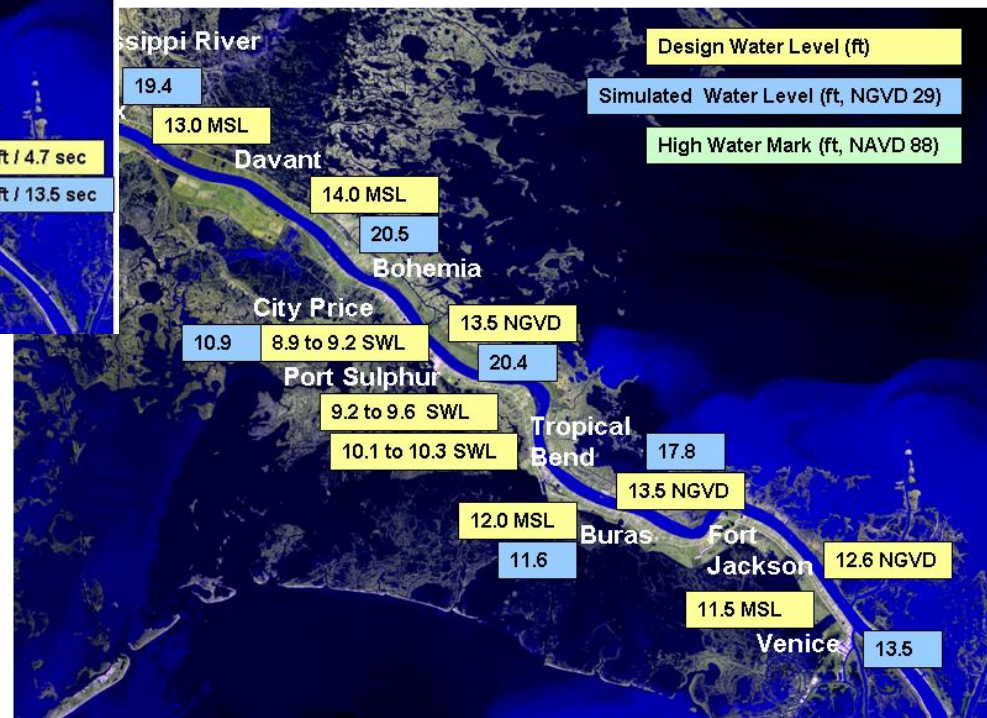 ssippi River
Design Water Level (ft)
19.4
Simulated Water Level (ft, NGVD 29)
13.0 MSL
High Water Mark (ft, NAVD 88)
ft / 4.7 sec
Davant
ft / 13.5 sec
14.0 MSL
20.5
Bohemia
City Price
13.5 NGVD
10.9
8.9 to 9.2 SWL
20.4
Port Sulphur
9.2 to 9.6 SWL
Tropical
Bend
10.1 to 10.3 SWL
17.8
13.5 NGVD
12.0 MSL
Buras
Fort
Jackson
11.6
12.6 NGVD
11.5 MSL
Venice
13.5